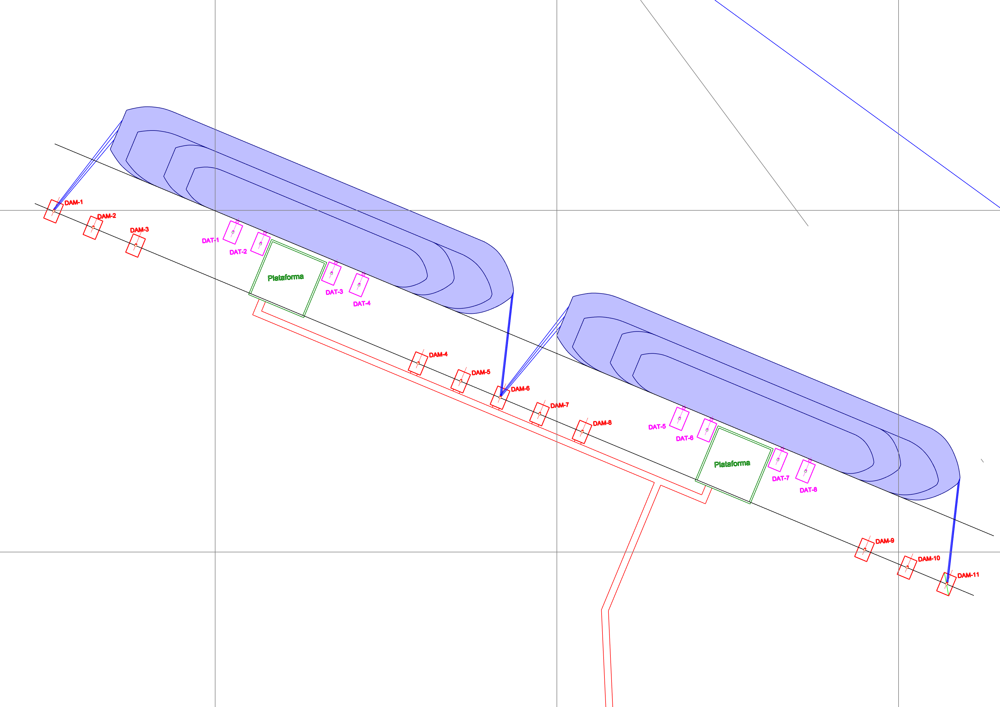 DAM-1
DAM-2
DAM-3
DAT-1
DAT-2
Plataforma
DAT-3
DAT-4
DAM-4
DAM-5
DAM-6
DAM-7
DAM-8
DAT-5
DAT-6
Plataforma
DAT-7
DAT-8
DAM-9
DAM-10
DAM-11